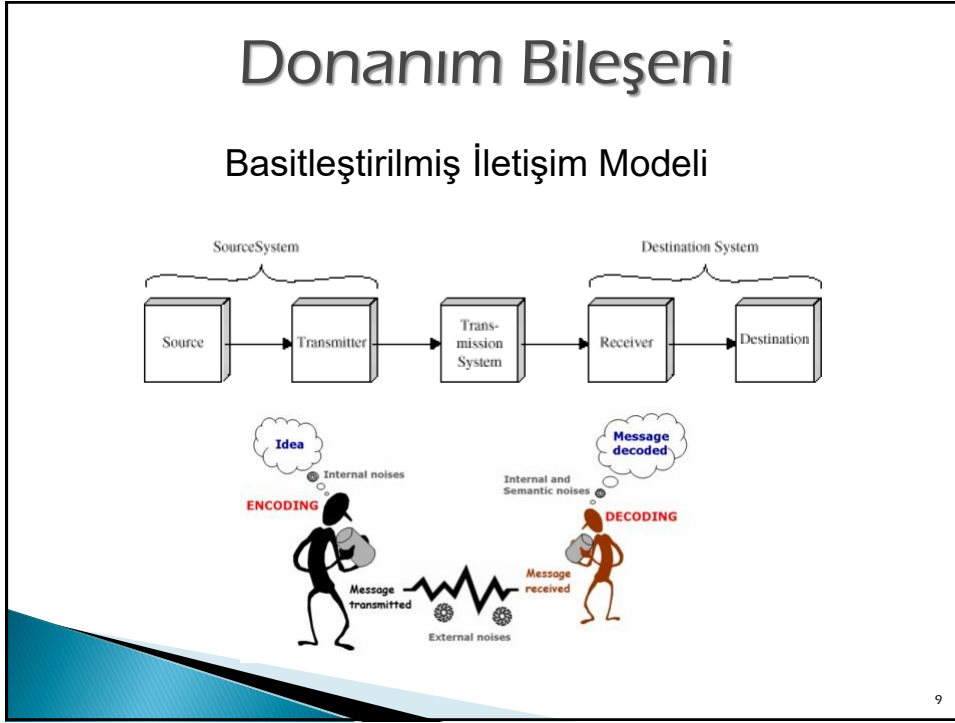 Donanım Bileşeni
Basitleştirilmiş İletişim Modeli
SourceSystem
Destination System
Source
Transmitter
Trans-
mission
System
Receiver
Destination
Idea
Internal noises
ENCODING
Message
decoded
Internal and
Semantic noises
DECODING
Message
transmitted
Message
received
External noises
9